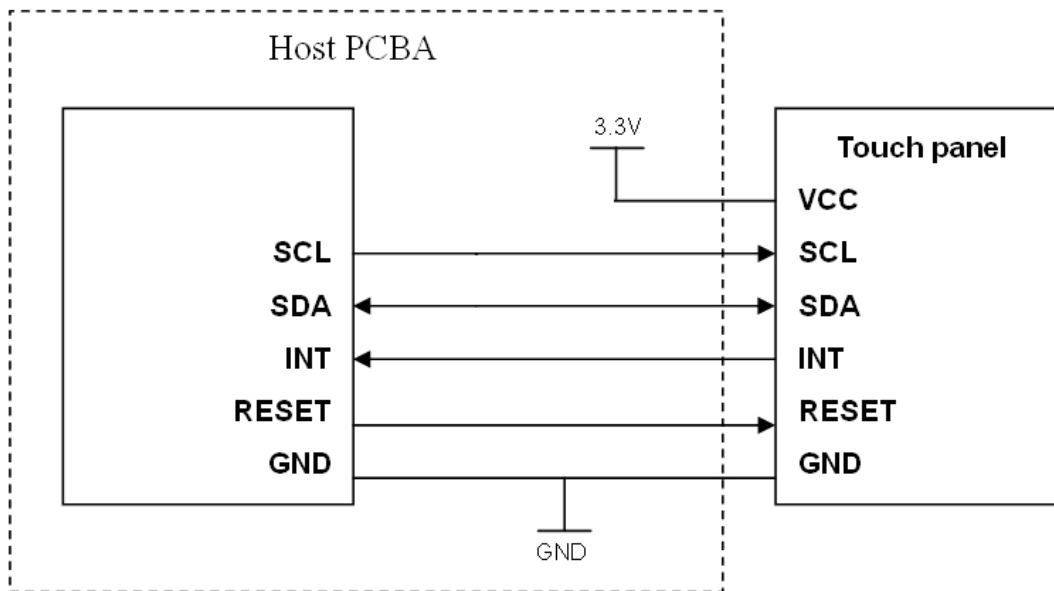 Host PCBA
3.3V
Touch panel
VCC
SCL
SCL
SDA
SDA
INT
INT
RESET
RESET
GND
GND
GND